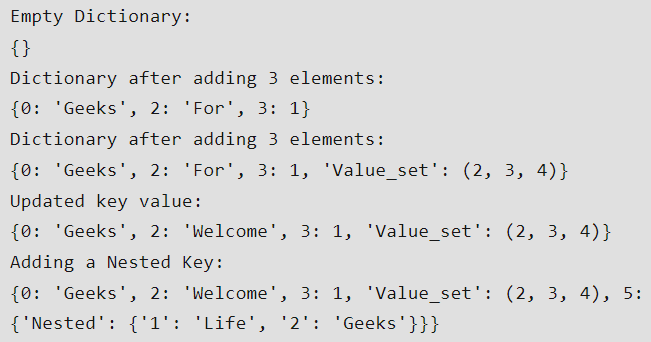 Empty Dictionary:
{}
Dictionary after adding 3 elements:
{0: 'Geeks', 2: 'For', 3: 1}
Dictionary after adding 3 elements:
{0: 'Geeks', 2: 'For', 3: 1, 'Value_set': (2, 3, 4)}
Updated key value:
{0: 'Geeks', 2: 'Welcome', 3: 1, 'Value_set': (2, 3, 4)}
Adding a Nested Key:
{0: 'Geeks', 2: 'Welcome', 3: 1, 'Value_set': (2, 3, 4), 5:
{'Nested': {'1': 'Life', '2': 'Geeks'}}}